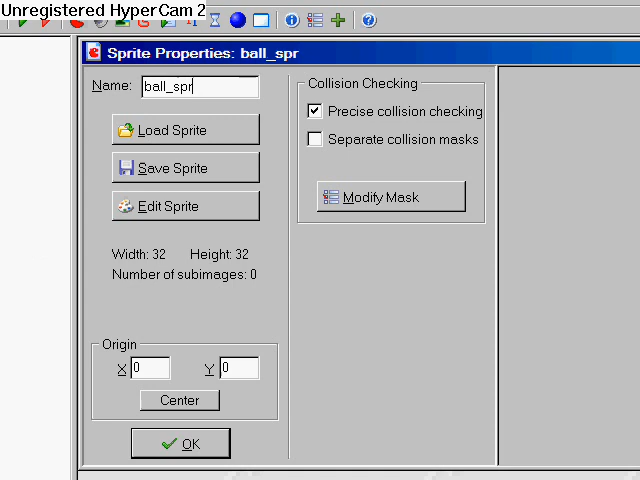 Unregistered HyperCam 2
Sprite Properties: ball_spr
Name: ball_spr
Load Sprite
Save Sprite
Edit Sprite
Width: 32 Height: 32
Number of subimages: 0
Origin
X 0 Y 0
Center
OK
Collision Checking
Precise collision checking
Separate collision masks
Modify Mask